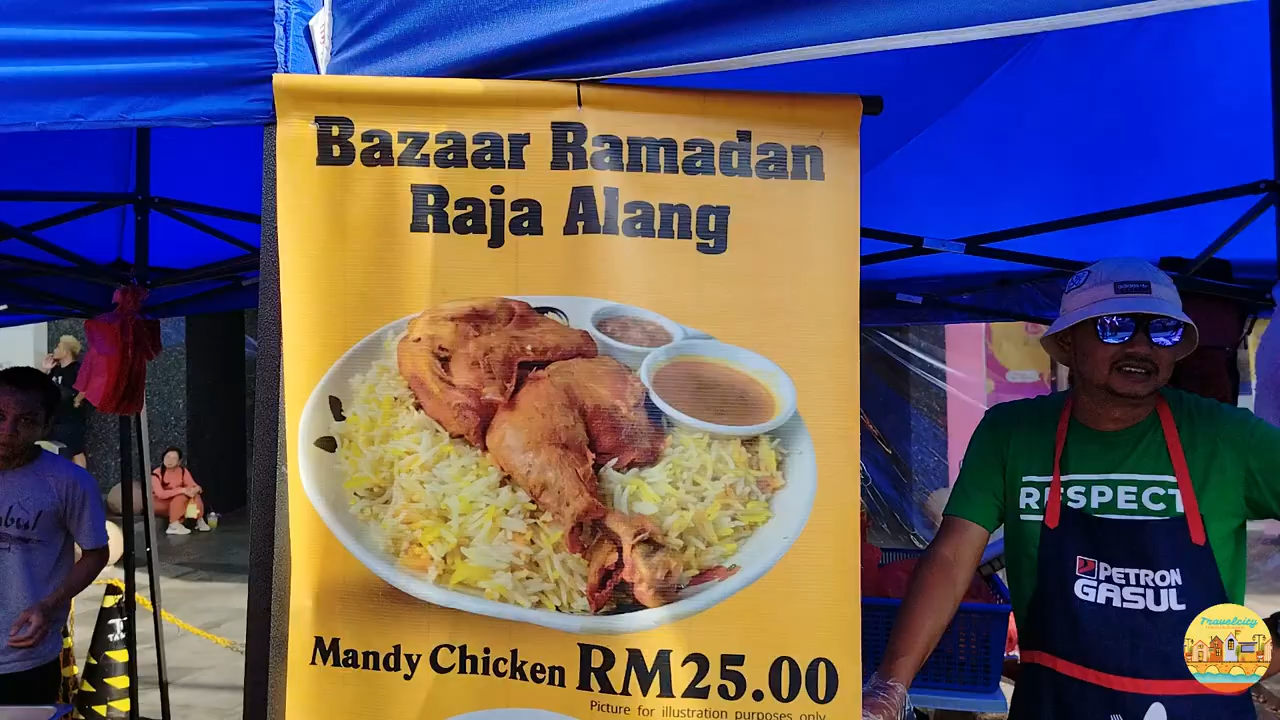 Bazaar Ramadan
Raja Alang
Mandy Chicken RM25.00
Picture for illustration purposes only
RESPECT
PETRON
GASUL
Travelcity